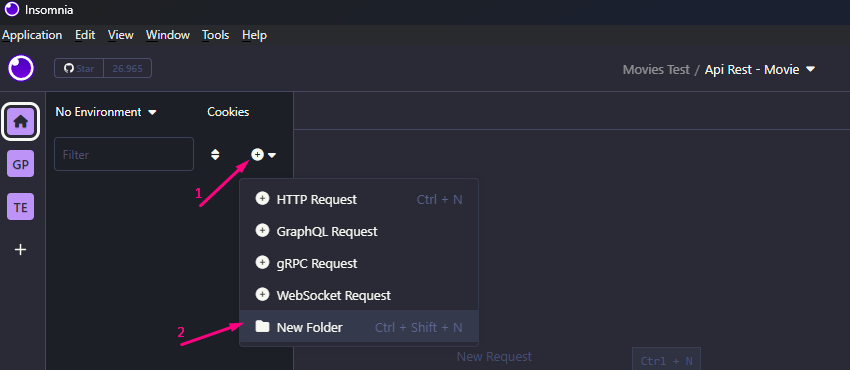 Insomnia
Application Edit View Window Tools Help
Star 26.965
Movies Test / Api Rest - Movie
No Environment Cookies
Filter
1
GP
HTTP Request Ctrl + N
TE
GraphQL Request
gRPC Request
WebSocket Request
2
New Folder Ctrl + Shift + N
New Request Ctrl + N